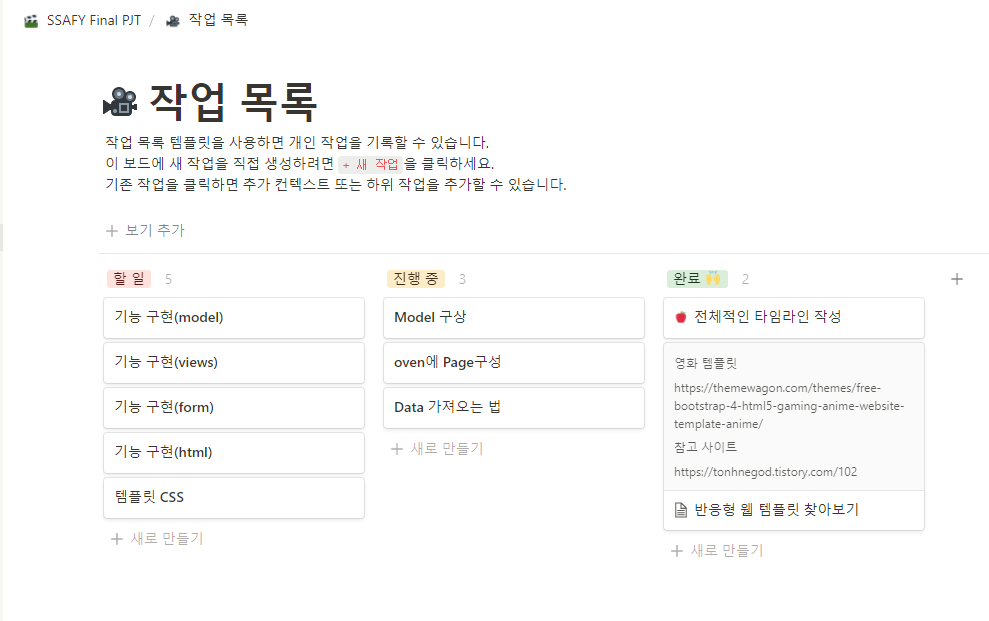 SSAFY Final PJT / 작업 목록
작업 목록
작업 목록 템플릿을 사용하면 개인 작업을 기록할 수 있습니다.
이 보드에 새 작업을 직접 생성하려면 + 새 작업 을 클릭하세요.
기존 작업을 클릭하면 추가 컨텍스트 또는 하위 작업을 추가할 수 있습니다.
+ 보기 추가
할 일 5
기능 구현(model)
기능 구현(views)
기능 구현(form)
기능 구현(html)
템플릿 CSS
+ 새로 만들기
진행 중 3
Model 구상
oven에 Page구성
Data 가져오는 법
+ 새로 만들기
완료 🙌 2
전체적인 타임라인 작성
영화 템플릿
https://themewagon.com/themes/free-
bootstrap-4-html5-gaming-anime-website-
template-anime/
참고 사이트
https://tonhnegod.tistory.com/102
반응형 웹 템플릿 찾아보기
+ 새로 만들기
+